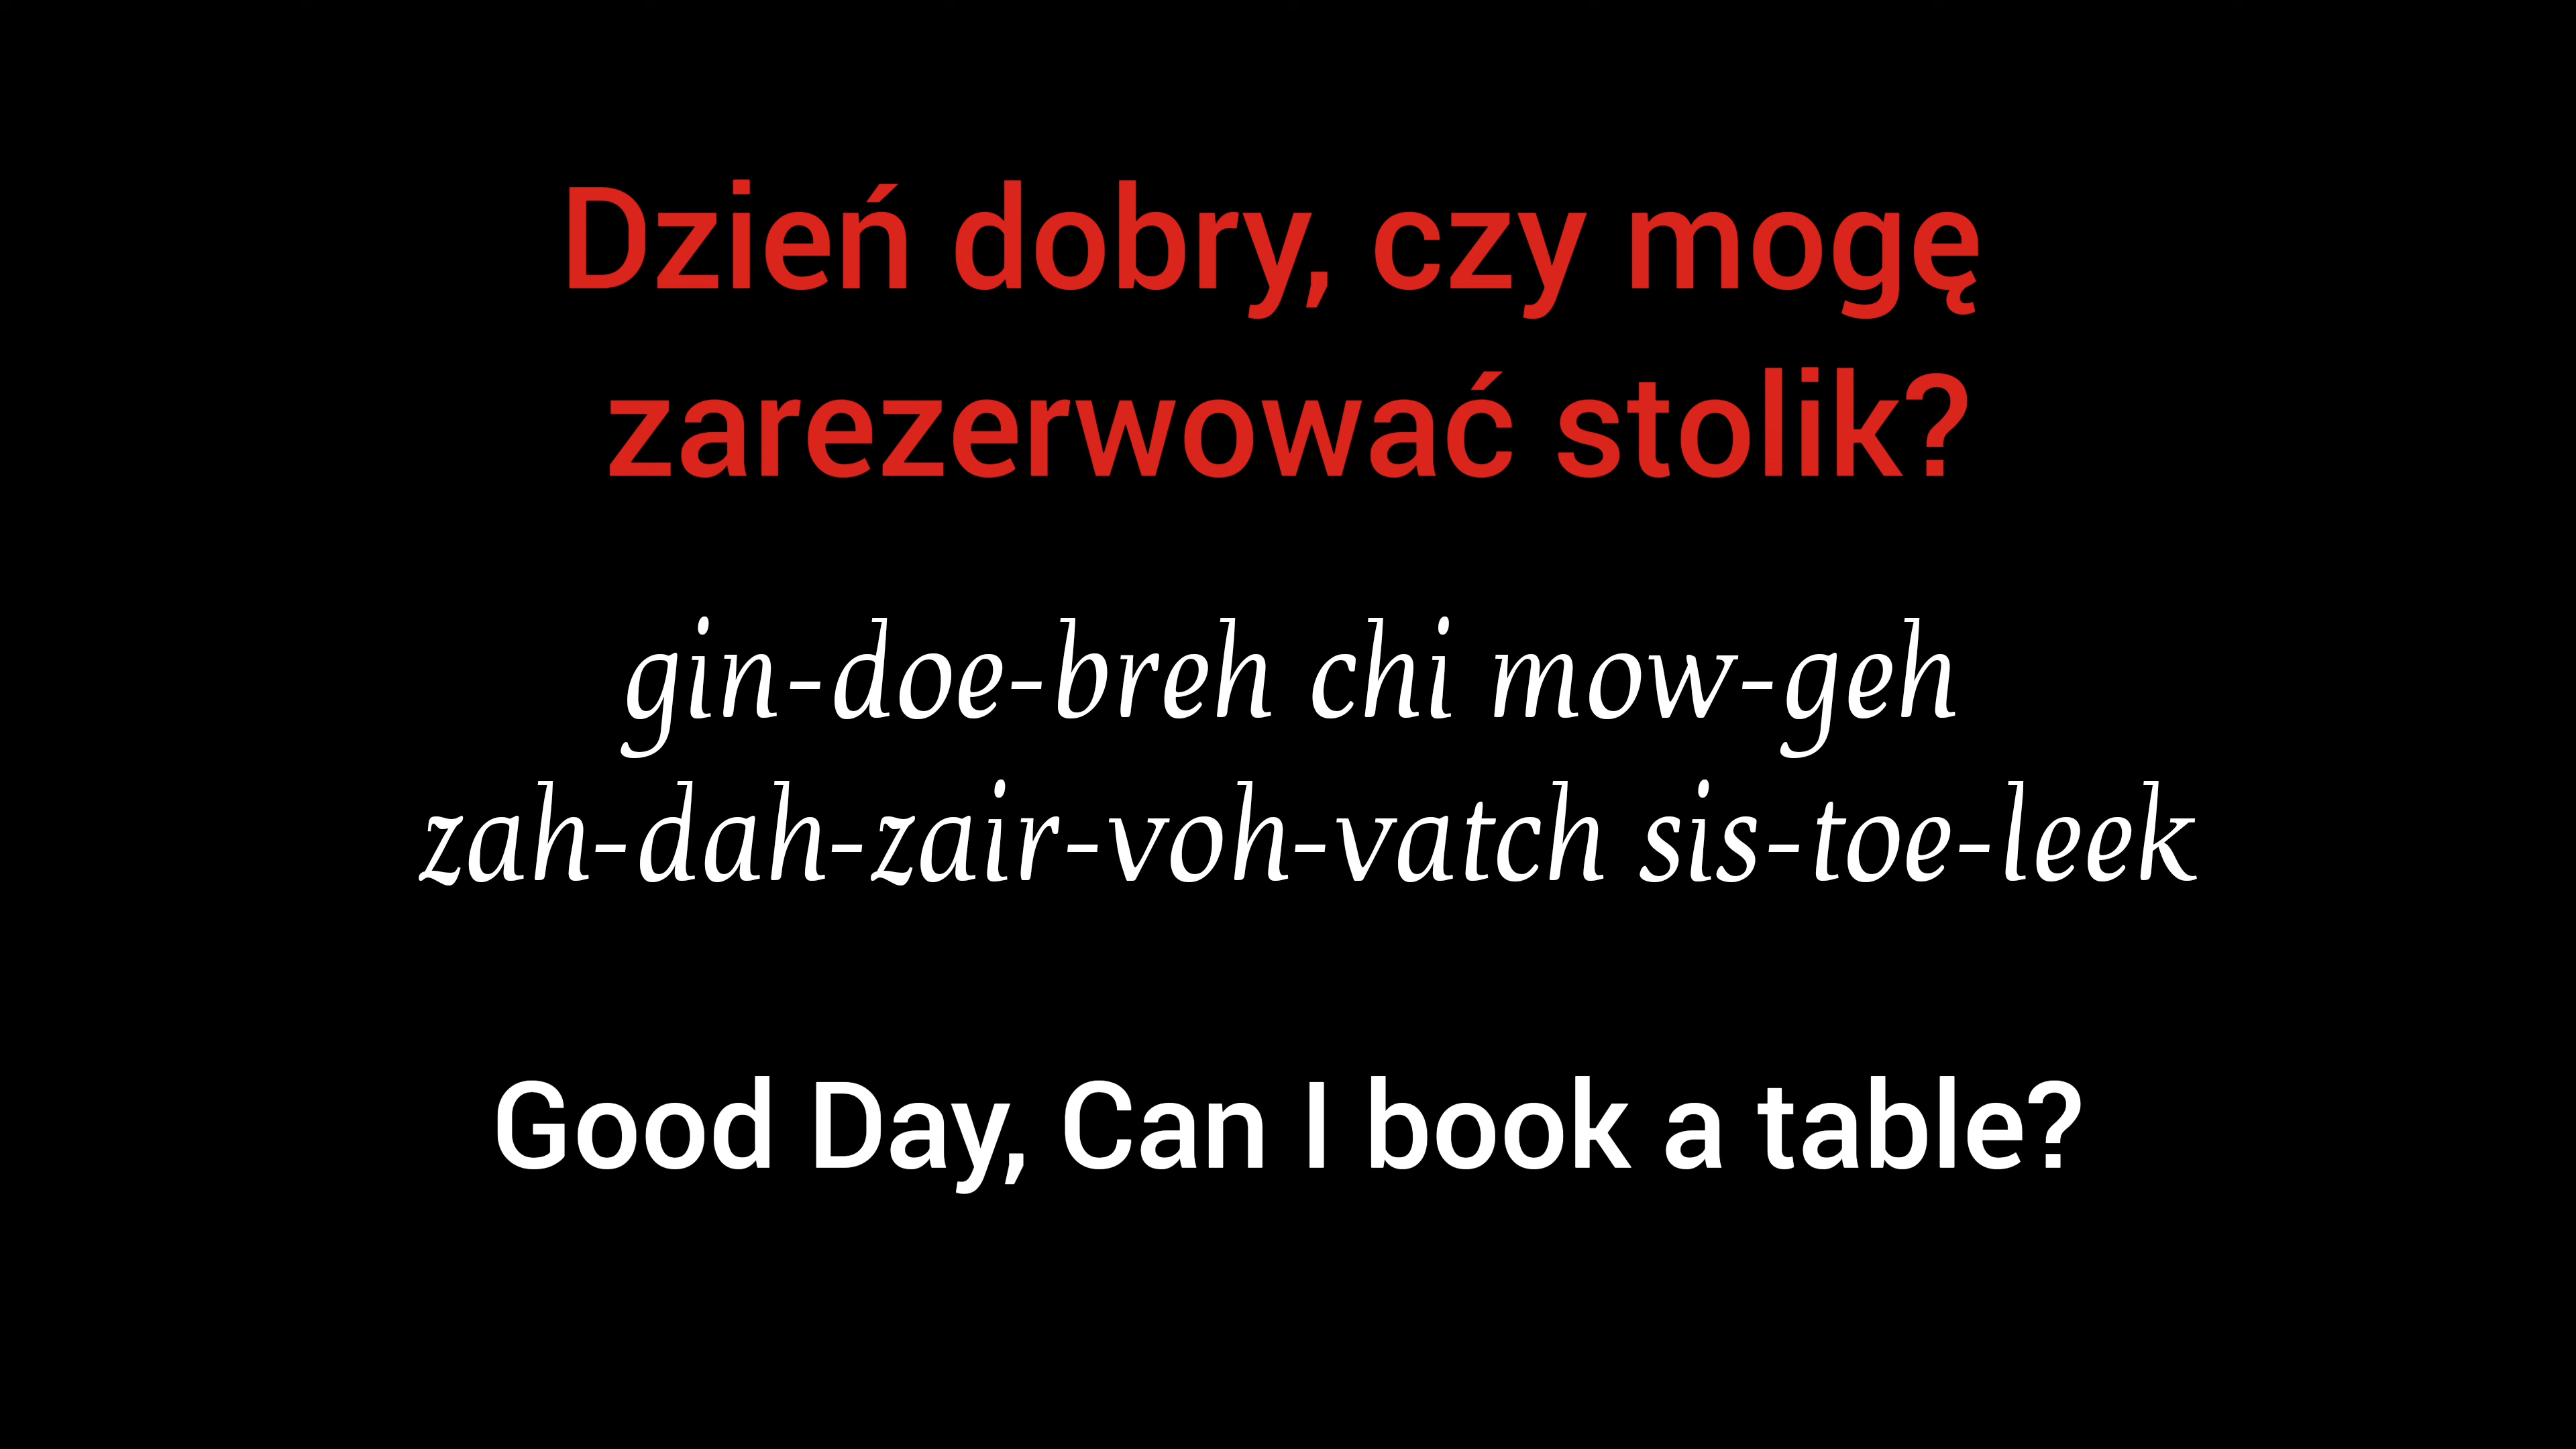 Dzień dobry, czy mogę
zarezerwować stolik?
gin-doe-breh chi mow-geh
zah-dah-zair-voh-vatch sis-toe-leek
Good Day, Can I book a table?